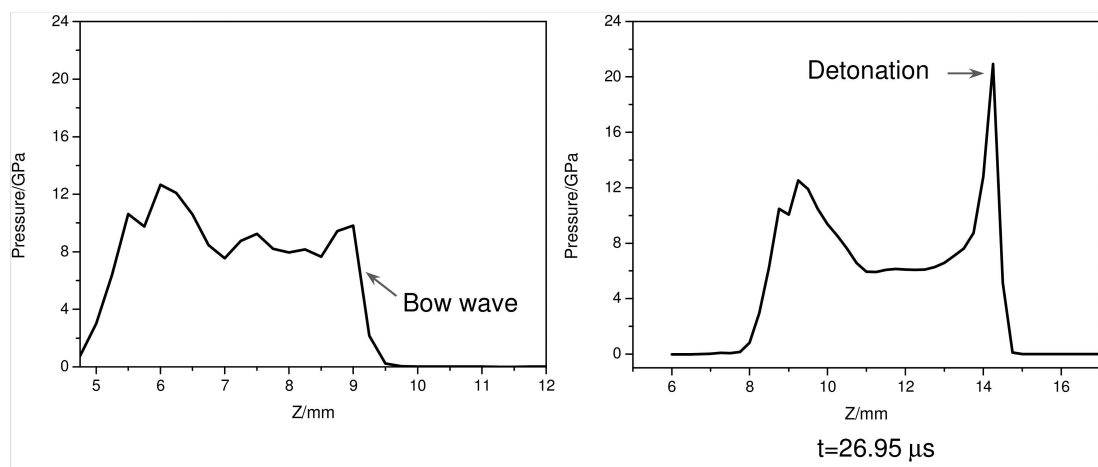 24
20
16
12
8
4
0
Pressure/GPa
Bow wave
5 6 7 8 9 10 11 12
Z/mm
24
20
16
12
8
4
0
Pressure/GPa
Detonation
6 8 10 12 14 16
Z/mm
t=26.95 μs